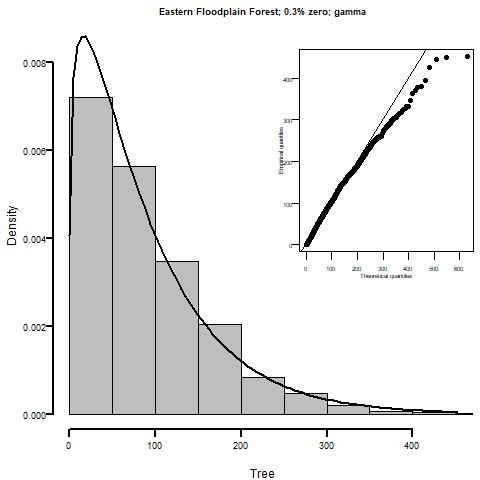 Eastern Floodplain Forest; 0.3% zero; gamma
Density
0.008
0.006
0.004
0.002
0.000
0 100 200 300 400
Tree
Empirical quantiles
400
300
200
100
0
0 100 200 300 400 500 600
Theoretical quantiles